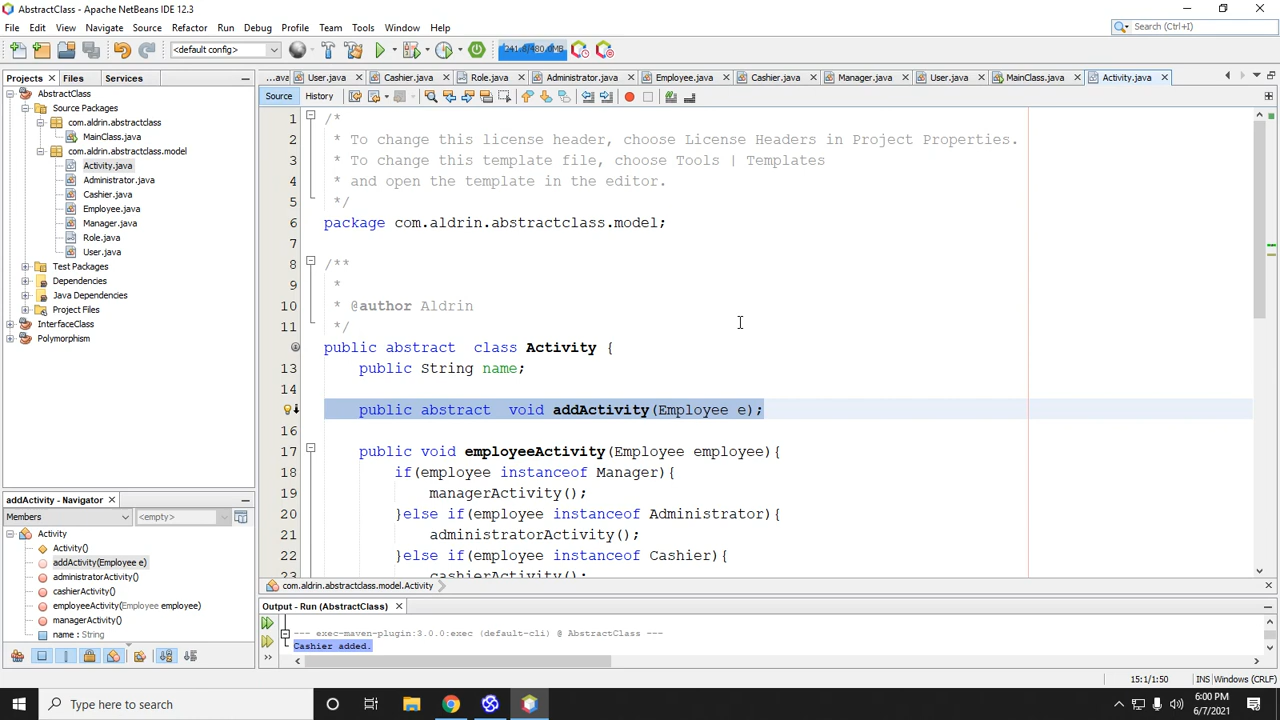 AbstractClass - Apache NetBeans IDE 12.3
File Edit View Navigate Source Refactor Run Debug Profile Team Tools Window Help
Search (Ctrl+I)
<default config>
241.8/480.0MB
Projects Files Services
...ava User.java Cashier.java Role.java Administrator.java Employee.java Cashier.java Manager.java User.java MainClass.java Activity.java
Source History
AbstractClass
Source Packages
com.aldrin.abstractclass
MainClass.java
com.aldrin.abstractclass.model
Activity.java
Administrator.java
Cashier.java
Employee.java
Manager.java
Role.java
User.java
Test Packages
Dependencies
Java Dependencies
Project Files
InterfaceClass
Polymorphism
1 /*
2 * To change this license header, choose License Headers in Project Properties.
3 * To change this template file, choose Tools | Templates
4 * and open the template in the editor.
5 */
6 package com.aldrin.abstractclass.model;
7
8 /**
9 *
10 * @author Aldrin
11 */
public abstract  class Activity {
13 public String name;
14
public abstract  void addActivity(Employee e);
16
17 public void employeeActivity(Employee employee){
18 if(employee instanceof Manager){
19 managerActivity();
20 }else if(employee instanceof Administrator){
21 administratorActivity();
22 }else if(employee instanceof Cashier){
23 cashierActivity();
addActivity - Navigator
Members <empty>
Activity
Activity()
addActivity(Employee e)
administratorActivity()
cashierActivity()
employeeActivity(Employee employee)
managerActivity()
name : String
com.aldrin.abstractclass.model.Activity
Output - Run (AbstractClass)
--- exec-maven-plugin:3.0.0:exec (default-cli) @ AbstractClass ---
Cashier added.
15:1/1:50 INS Windows (CRLF)
Type here to search
6:00 PM
6/7/2021